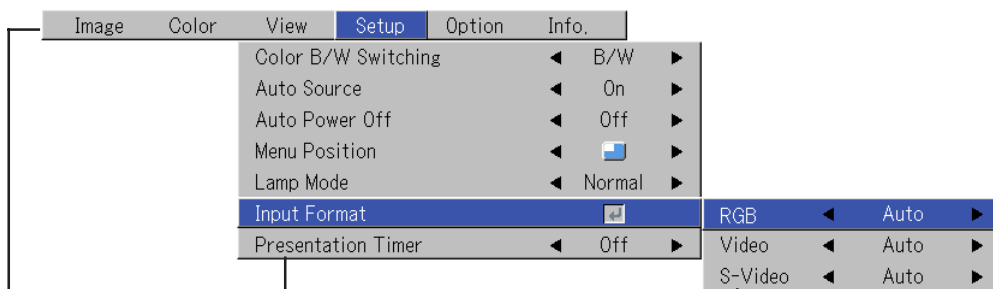 Image Color View Setup Option Info.
Color B/W Switching B/W
Auto Source On
Auto Power Off Off
Menu Position
Lamp Mode Normal
Input Format RGB Auto
Presentation Timer Off Video Auto
S-Video Auto